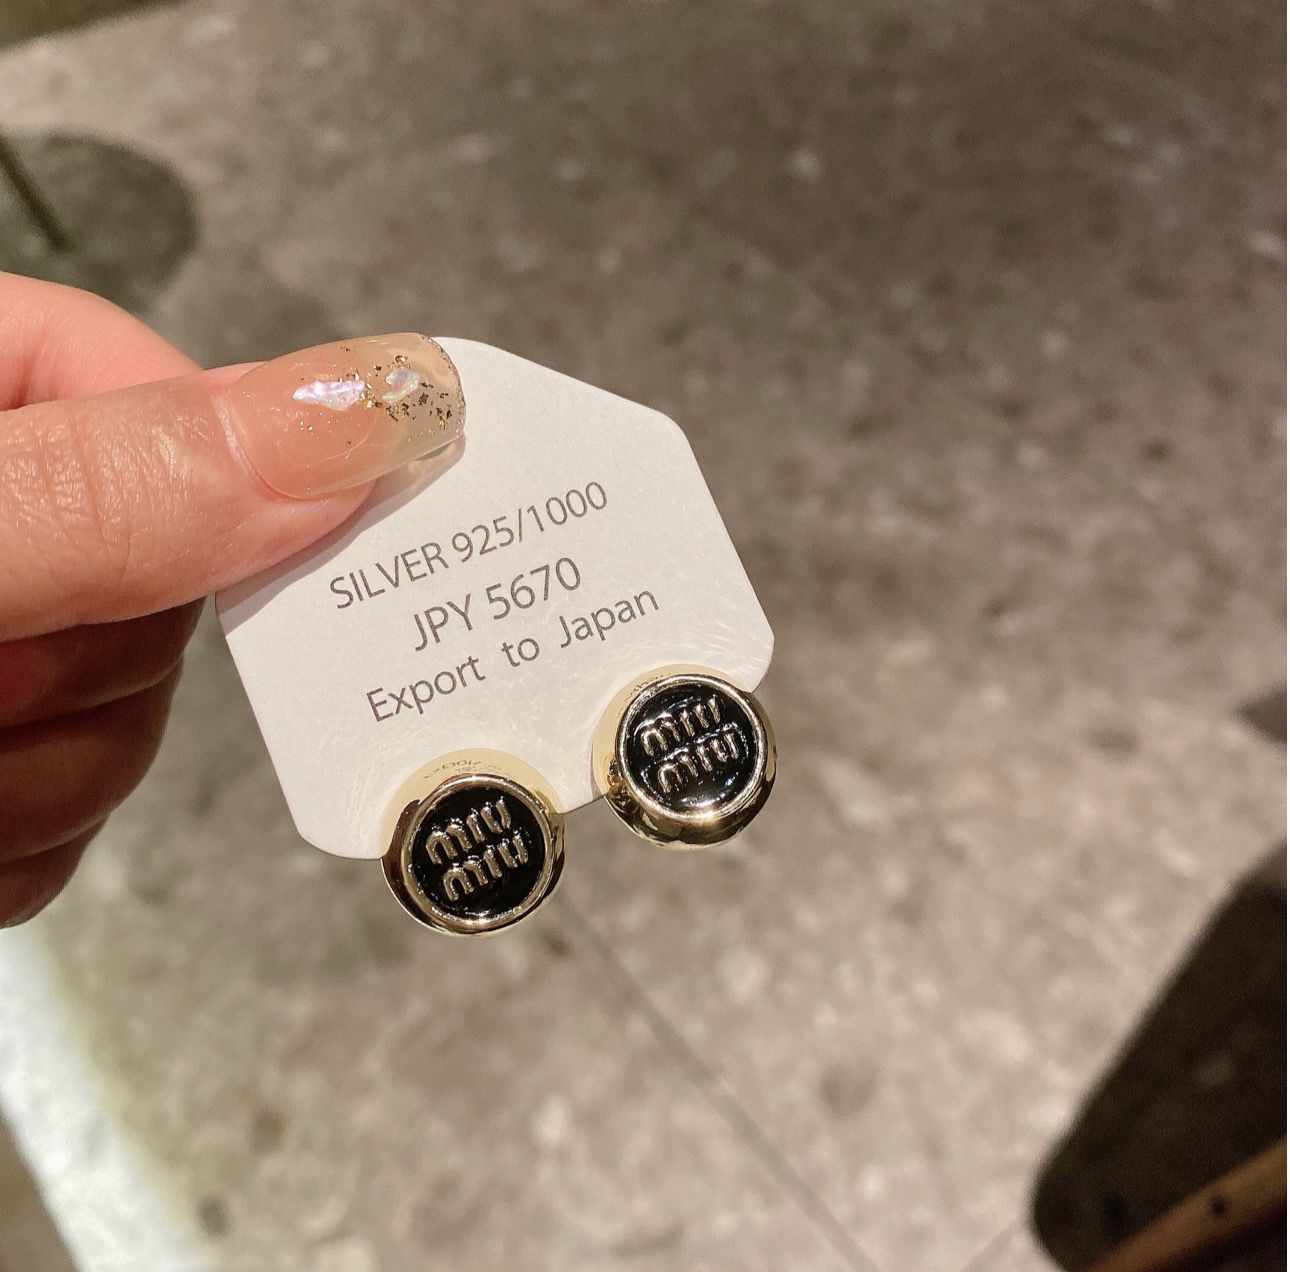 SILVER 925/1000
JPY 5670
Export to Japan
miu
miu
miu
miu